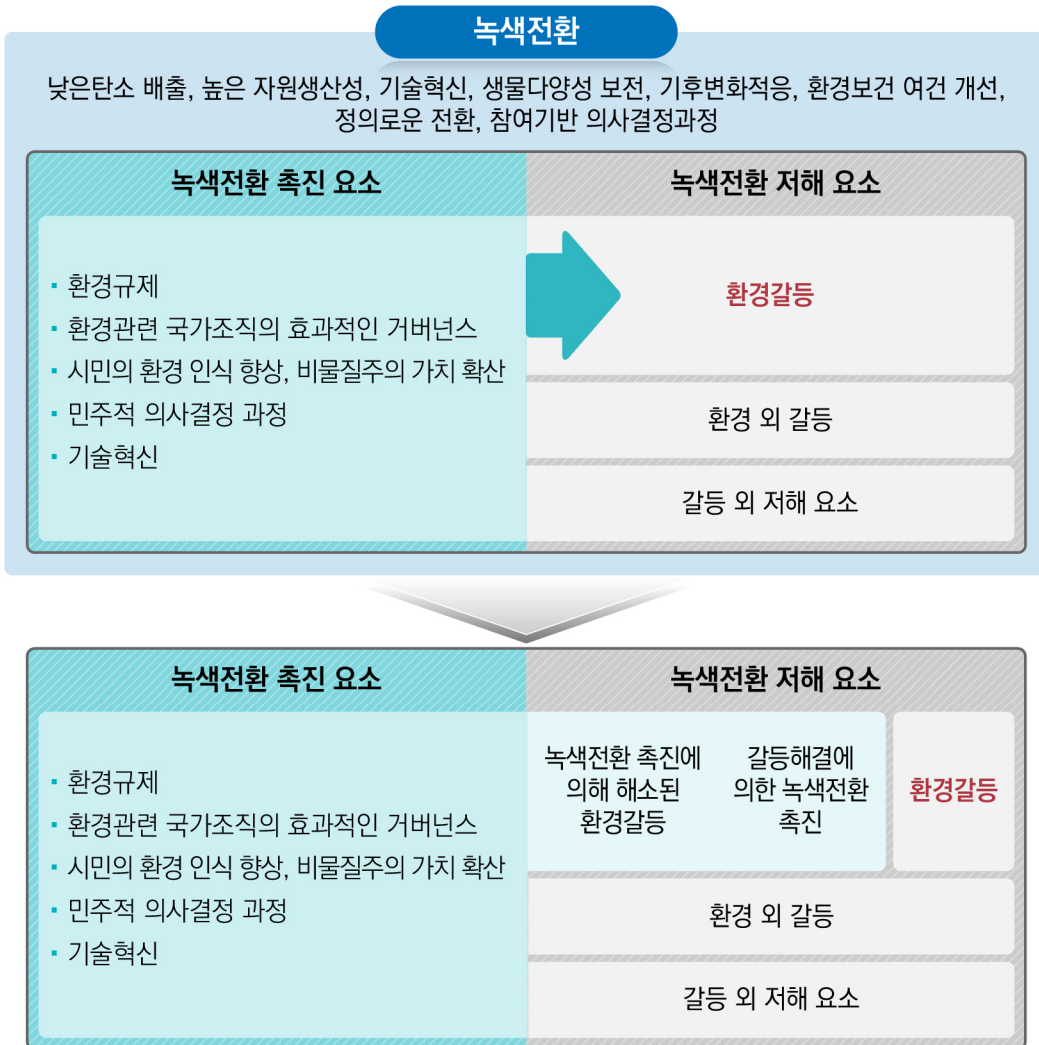 녹색전환
낮은탄소 배출, 높은 자원생산성, 기술혁신, 생물다양성 보전, 기후변화적응, 환경보건 여건 개선,
정의로운 전환, 참여기반 의사결정과정
녹색전환 촉진 요소
▪ 환경규제
▪ 환경관련 국가조직의 효과적인 거버넌스
▪ 시민의 환경 인식 향상, 비물질주의 가치 확산
▪ 민주적 의사결정 과정
▪ 기술혁신
녹색전환 저해 요소
환경갈등
환경 외 갈등
갈등 외 저해 요소
녹색전환 촉진 요소
▪ 환경규제
▪ 환경관련 국가조직의 효과적인 거버넌스
▪ 시민의 환경 인식 향상, 비물질주의 가치 확산
▪ 민주적 의사결정 과정
▪ 기술혁신
녹색전환 저해 요소
녹색전환 촉진에
의해 해소된
환경갈등
갈등해결에
의한 녹색전환
촉진
환경갈등
환경 외 갈등
갈등 외 저해 요소